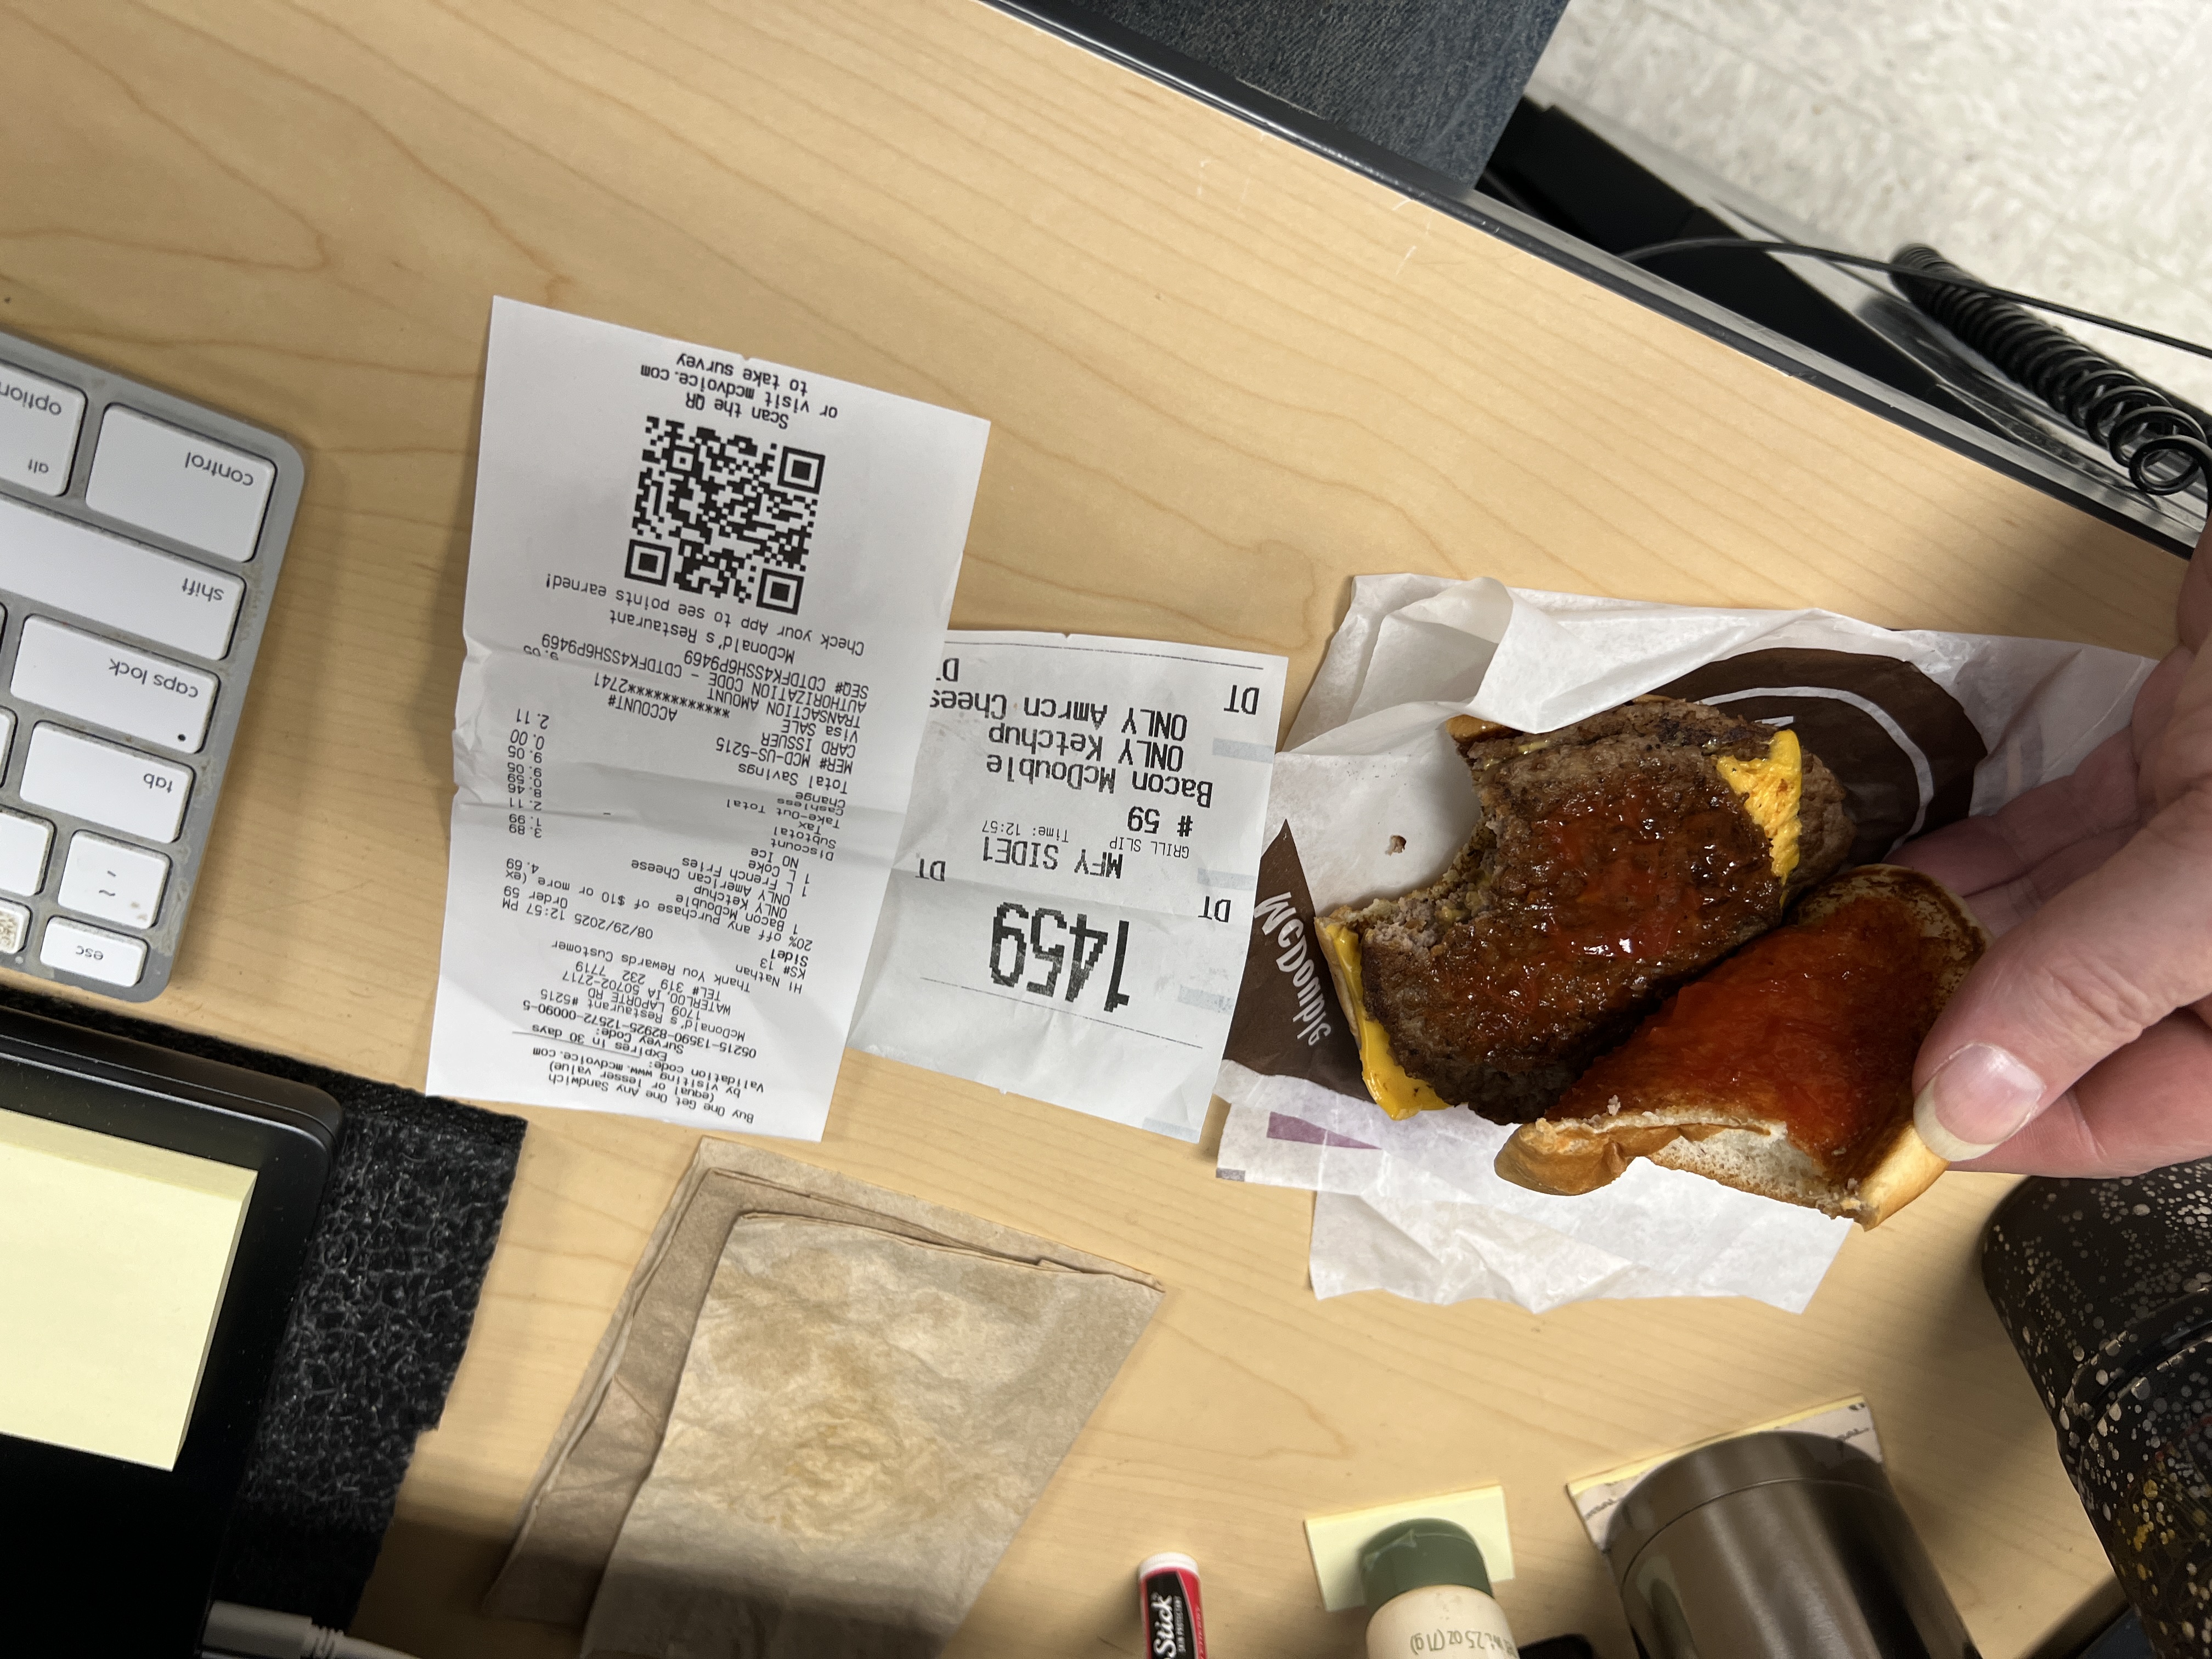 Buy One Get One Any Sandwich
(equal or lesser value)
by visiting www.mcdvoice.com
Validation code:
Expires in 30 days
Survey Code:
05215-13590-82925-12572-00090-5
McDonald's Restaurant #5215
1709 LAPORTE RD
WATERLOO, IA 50702-2717
TEL# 319 232 7719
Thank You Rewards Customer
Hi Nathan
KS# 13 08/29/2025 12:57 PM
Side1 Order 59
20% off any purchase of $10 or more (ex
1 Bacon McDouble 4.69
ONLY Ketchup
ONLY American Cheese
1 L French Fries 3.89
1 L Coke 1.99
NO Ice
Discount 2.11
Subtotal 8.46
Tax 0.59
Take-Out Total 9.05
Cashless 9.05
Change 0.00
Total Savings 2.11
MER# MCD-US-5215
CARD ISSUER ACCOUNT#
Visa SALE ************2741
TRANSACTION AMOUNT 9.05
AUTHORIZATION CODE - CDTDFK4SSH6P9469
SEQ# CDTDFK4SSH6P9469
McDonald's Restaurant
Check your App to see points earned!
Scan the QR
or visit mcdvoice.com
to take survey
1459
DT DT
MFY SIDE1
GRILL SLIP Time: 12:57
# 59
Bacon McDouble
ONLY Ketchup
ONLY Amrcn Chees
DT D
McDouble
esc
~
tab
caps lock
shift
control
alt
option
Stick
SKIN PROTECTANT
2.5 oz (71g)